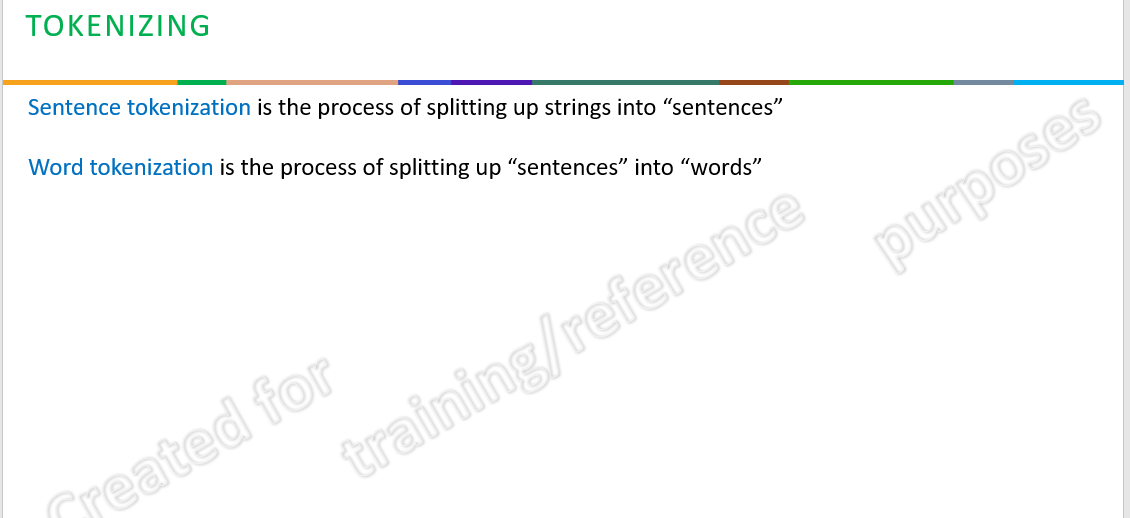 TOKENIZING
Sentence tokenization is the process of splitting up strings into “sentences”
Word tokenization is the process of splitting up “sentences” into “words”
Created for training/reference purposes